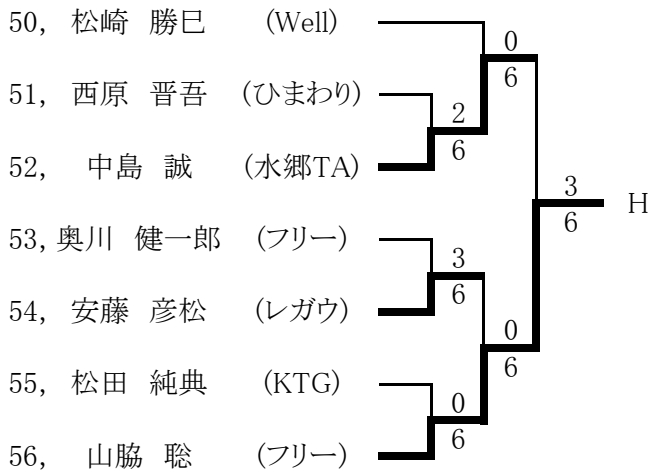 50, 松崎 勝巳 (Well)
0
6
51, 西原 晋吾 (ひまわり)
2
6
52, 中島 誠 (水郷TA)
3
6
H
53, 奥川 健一郎 (フリー)
3
6
54, 安藤 彦松 (レガウ)
0
6
55, 松田 純典 (KTG)
0
6
56, 山脇 聡 (フリー)